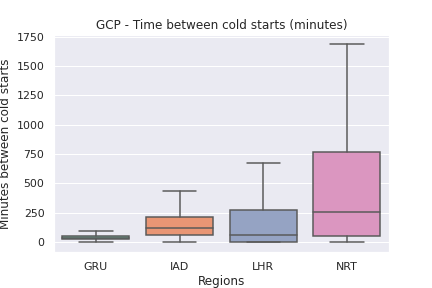 GCP - Time between cold starts (minutes)
Minutes between cold starts
1750
1500
1250
1000
750
500
250
0
GRU IAD LHR NRT
Regions